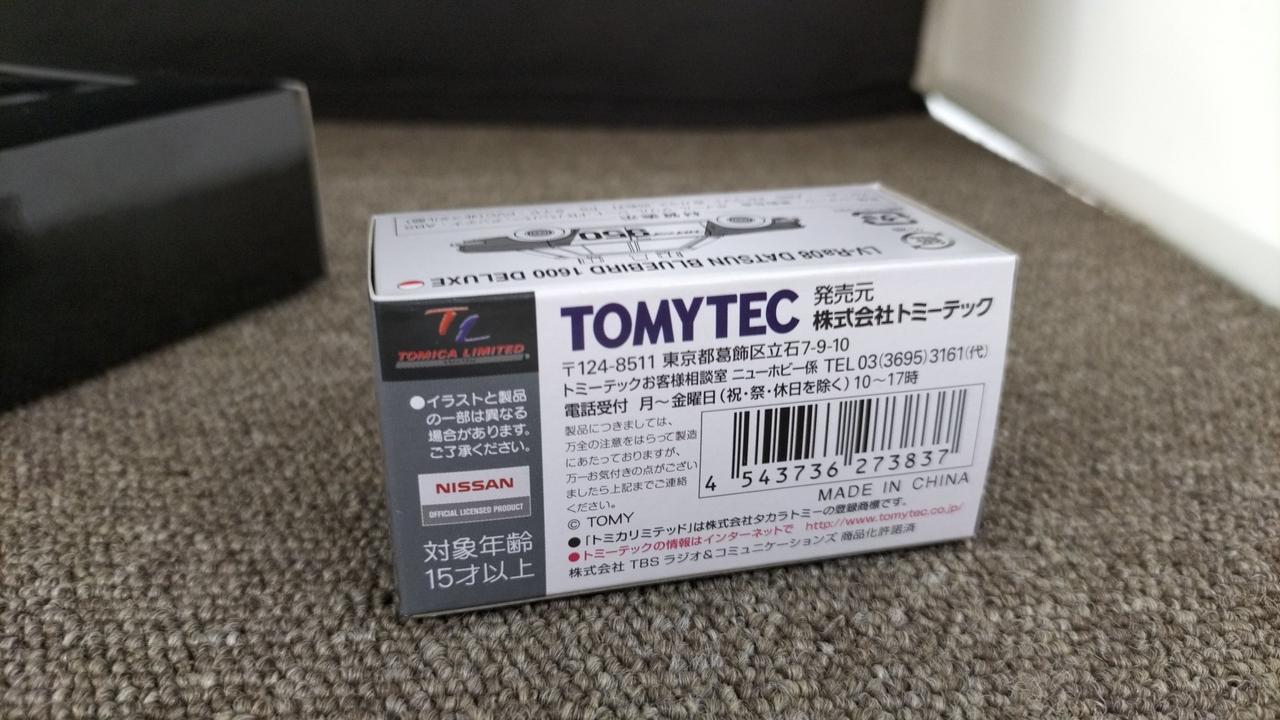 LV-Ra08 DATSUN BLUEBIRD 1600 DELUXE
950
TL
TOMICA LIMITED
●イラストと製品
の一部は異なる
場合があります。
ご了承ください。
NISSAN
OFFICIAL LICENSED PRODUCT
対象年齢
15才以上
TOMYTEC
発売元
株式会社トミーテック
〒124-8511 東京都葛飾区立石7-9-10
トミーテックお客様相談室 ニューホビー係 TEL 03(3695)3161(代)
電話受付 月～金曜日(祝・祭・休日を除く)10～17時
製品につきましては、
万全の注意をはらって製造
にあたっておりますが、
万一お気付きの点がござい
ましたら上記までご連絡
ください。
4 543736 273837
MADE IN CHINA
© TOMY
●「トミカリミテッド」は株式会社タカラトミーの登録商標です。
●トミーテックの情報はインターネットで http://www.tomytec.co.jp/
株式会社 TBS ラジオ&コミュニケーションズ 商品化許諾済